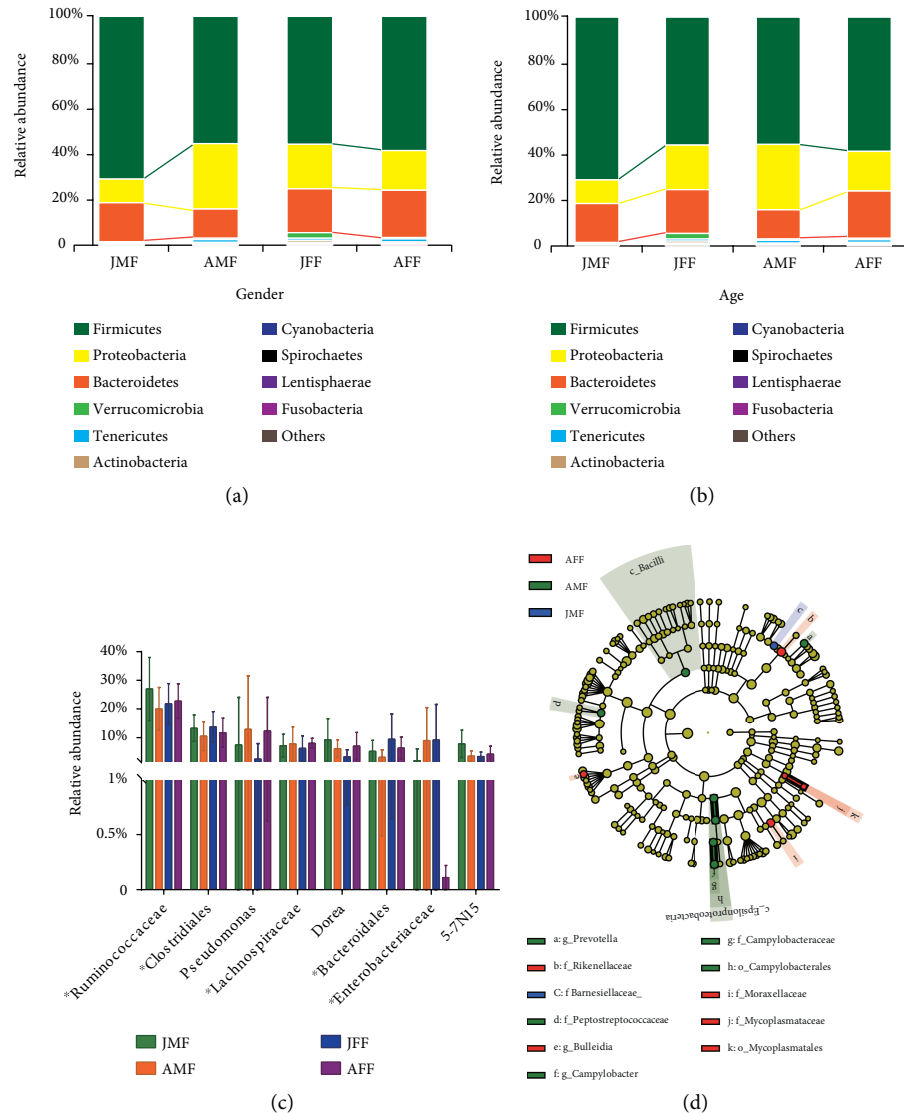 100%
80%
60%
40%
20%
0
Relative abundance
JMF AMF JFF AFF
Gender
Firmicutes Cyanobacteria
Proteobacteria Spirochaetes
Bacteroidetes Lentisphaerae
Verrucomicrobia Fusobacteria
Tenericutes Others
Actinobacteria
(a)
100%
80%
60%
40%
20%
0
Relative abundance
JMF JFF AMF AFF
Age
Firmicutes Cyanobacteria
Proteobacteria Spirochaetes
Bacteroidetes Lentisphaerae
Verrucomicrobia Fusobacteria
Tenericutes Others
Actinobacteria
(b)
40%
30%
20%
10%
1%
0.5%
0
Relative abundance
*Ruminococcaceae
*Clostridiales
Pseudomonas
*Lachnospiraceae
Dorea
*Bacteroidales
*Enterobacteriaceae
5-7N15
JMF JFF
AMF AFF
(c)
AFF
AMF
JMF
c_Bacilli
c
b
a
d
e
k
j
i
f
g
h
c_Epsilonproteobacteria
a: g_Prevotella g: f_Campylobacteraceae
b: f_Rikenellaceae h: o_Campylobacterales
C: f Barnesiellaceae_ i: f_Moraxellaceae
d: f_Peptostreptococcaceae j: f_Mycoplasmataceae
e: g_Bulleidia k: o_Mycoplasmatales
f: g_Campylobacter
(d)